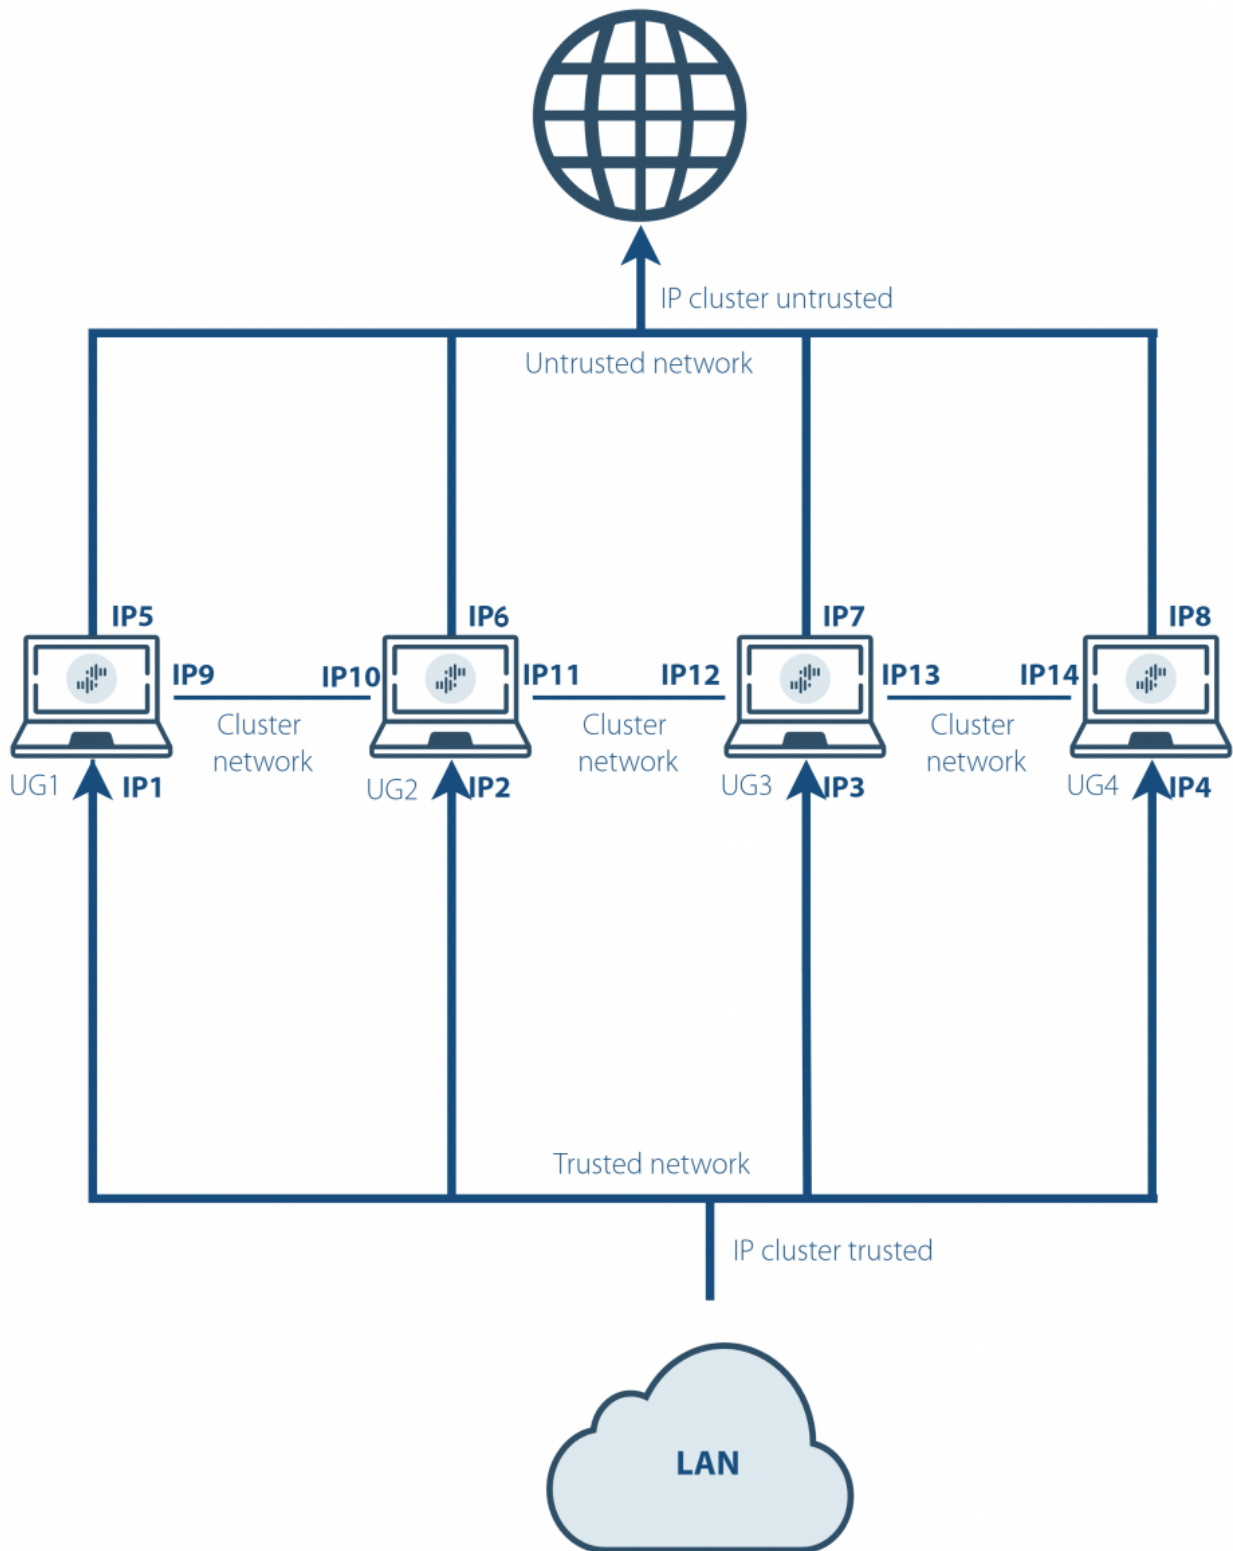 IP cluster untrusted
Untrusted network
IP5
IP6
IP7
IP8
IP9
IP10
IP11
IP12
IP13
IP14
Cluster
network
Cluster
network
Cluster
network
UG1
IP1
UG2
IP2
UG3
IP3
UG4
IP4
Trusted network
IP cluster trusted
LAN